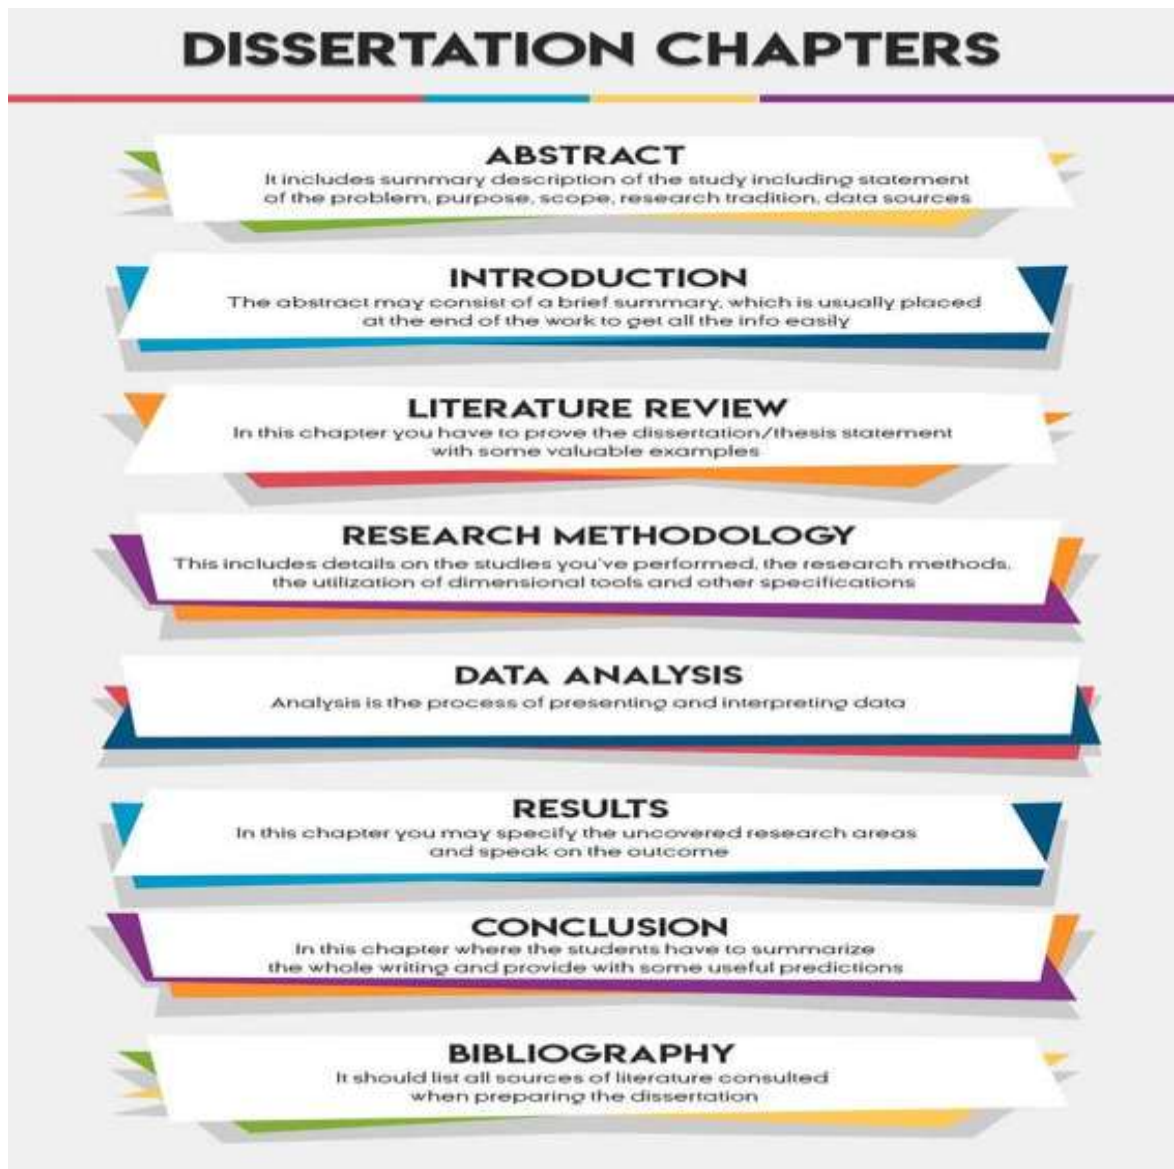 DISSERTATION CHAPTERS
ABSTRACT
It includes summary description of the study including statement
of the problem, purpose, scope, research tradition, data sources
INTRODUCTION
The abstract may consist of a brief summary, which is usually placed
at the end of the work to get all the info easily
LITERATURE REVIEW
In this chapter you have to prove the dissertation/thesis statement
with some valuable examples
RESEARCH METHODOLOGY
This includes details on the studies you've performed, the research methods,
the utilization of dimensional tools and other specifications
DATA ANALYSIS
Analysis is the process of presenting and interpreting data
RESULTS
In this chapter you may specify the uncovered research areas
and speak on the outcome
CONCLUSION
In this chapter where the students have to summarize
the whole writing and provide with some useful predictions
BIBLIOGRAPHY
It should list all sources of literature consulted
when preparing the dissertation